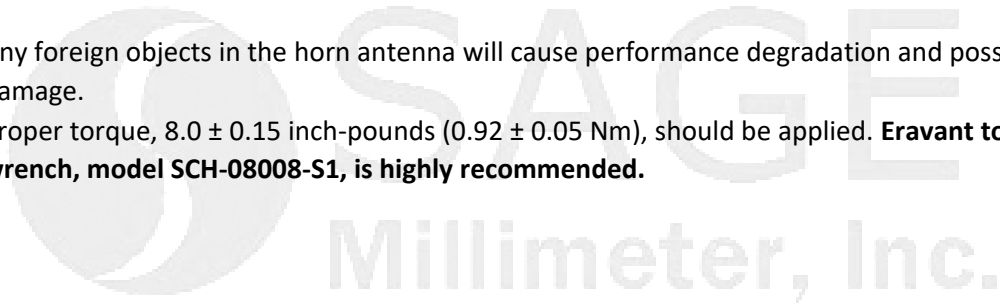 ny foreign objects in the horn antenna will cause performance degradation and poss
amage.
roper torque, 8.0 ± 0.15 inch-pounds (0.92 ± 0.05 Nm), should be applied. Eravant to
wrench, model SCH-08008-S1, is highly recommended.
SAGE
Millimeter, Inc.